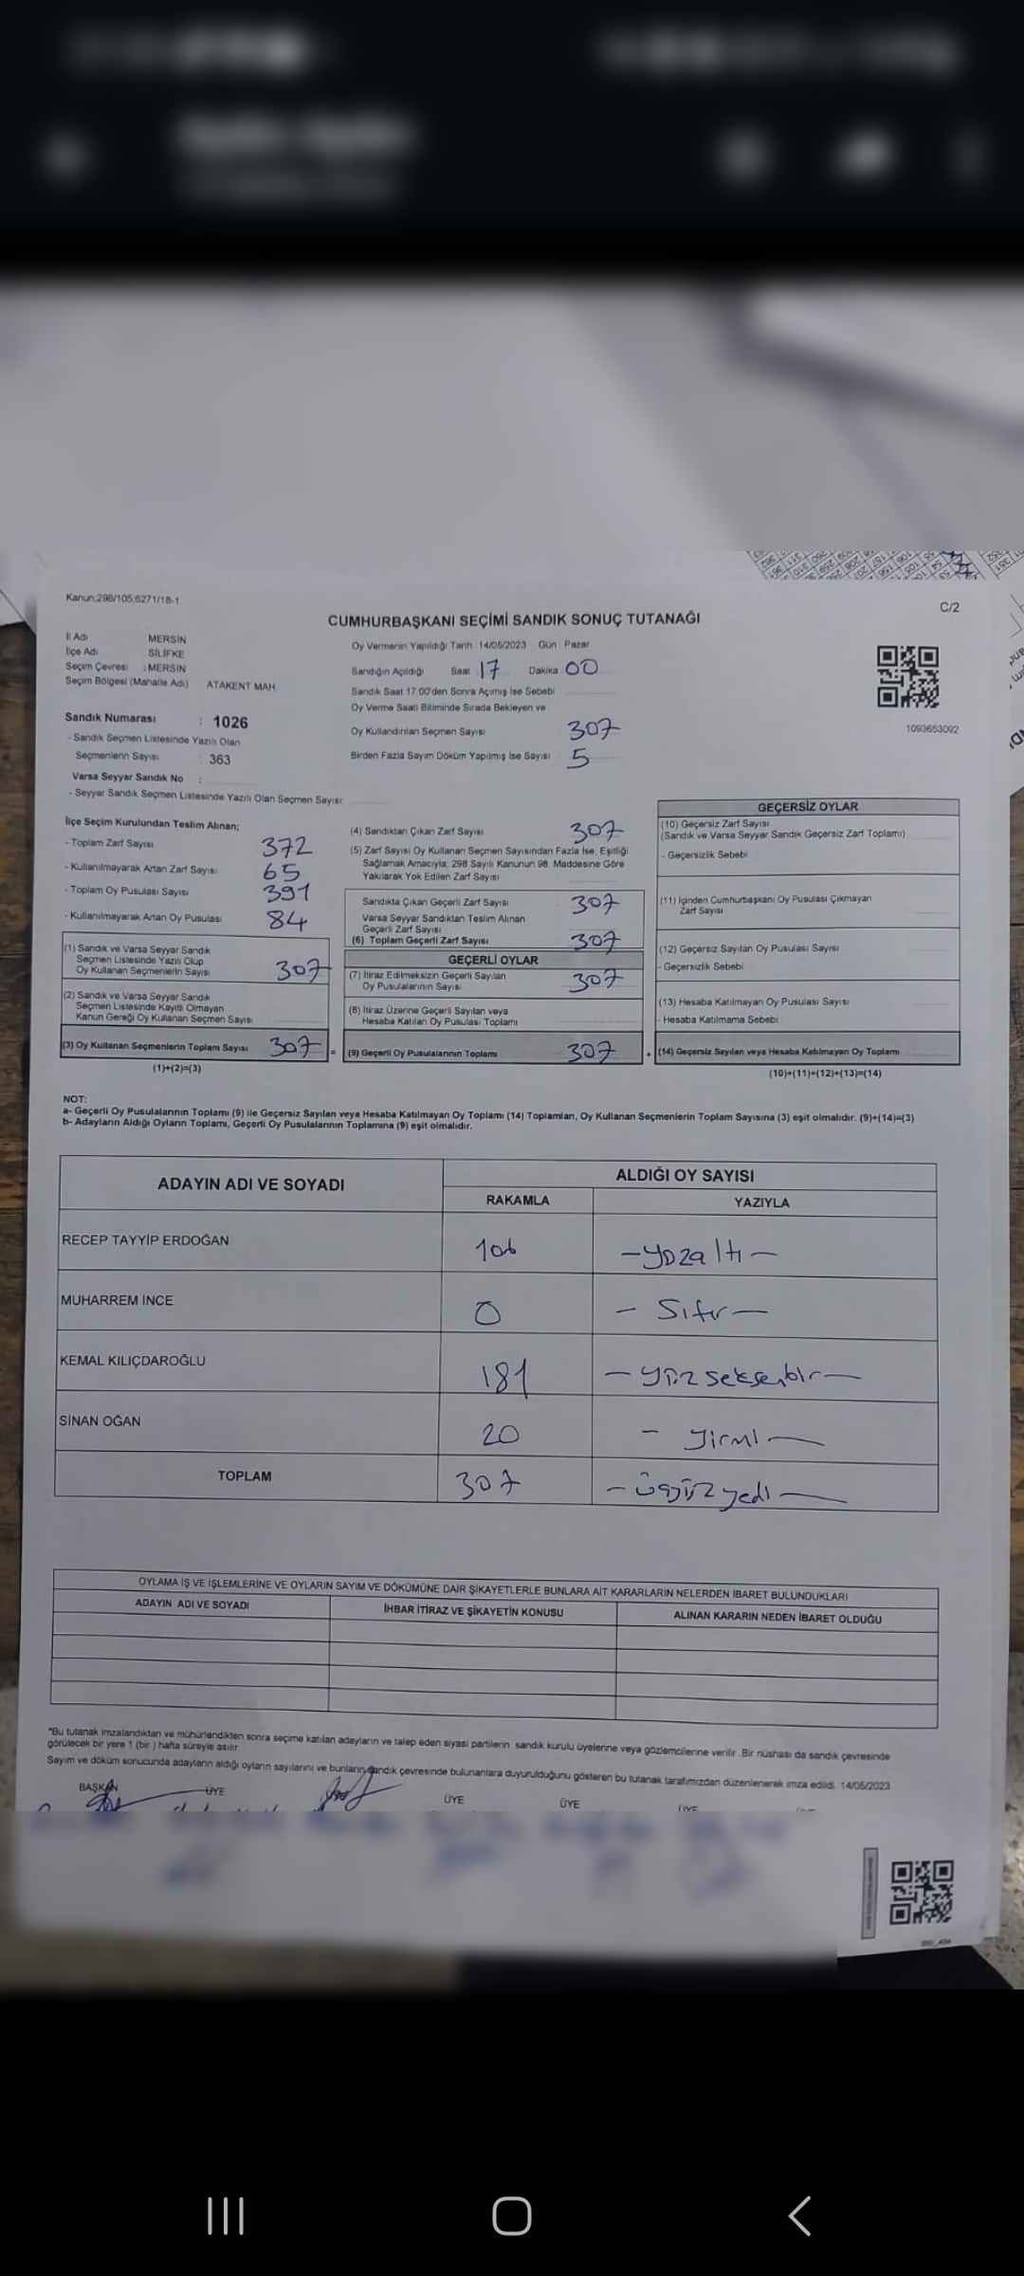 Kanun:298/105;6271/18-1
C/2
CUMHURBAŞKANI SEÇİMİ SANDIK SONUÇ TUTANAĞI
İl Adı MERSİN
İlçe Adı SİLİFKE
Seçim Çevresi : MERSİN
Seçim Bölgesi (Mahalle Adı) ATAKENT MAH.
Sandık Numarası : 1026
- Sandık Seçmen Listesinde Yazılı Olan
Seçmenlerin Sayısı : 363
Varsa Seyyar Sandık No :
- Seyyar Sandık Seçmen Listesinde Yazılı Olan Seçmen Sayısı:
Oy Vermenin Yapıldığı Tarih :14/05/2023 Gün : Pazar
Sandığın Açıldığı Saat 17 Dakika 00
Sandık Saat 17:00'den Sonra Açımış İse Sebebi
Oy Verme Saati Bitiminde Sırada Bekleyen ve
Oy Kullandırılan Seçmen Sayısı 307
Birden Fazla Sayım Döküm Yapılmış İse Sayısı 5
1093653092
İlçe Seçim Kurulundan Teslim Alınan;
- Toplam Zarf Sayısı 372
- Kullanılmayarak Artan Zarf Sayısı 65
- Toplam Oy Pusulası Sayısı 391
- Kullanılmayarak Artan Oy Pusulası 84
(1) Sandık ve Varsa Seyyar Sandık
Seçmen Listesinde Yazılı Olup
Oy Kullanan Seçmenlerin Sayısı 307
(2) Sandık ve Varsa Seyyar Sandık
Seçmen Listesinde Kayıtlı Olmayan
Kanun Gereği Oy Kullanan Seçmen Sayısı
(3) Oy Kullanan Seçmenlerin Toplam Sayısı 307 =
(1)+(2)=(3)
(4) Sandıktan Çıkan Zarf Sayısı 307
(5) Zarf Sayısı Oy Kullanan Seçmen Sayısından Fazla İse, Eşitliği
Sağlamak Amacıyla; 298 Sayılı Kanunun 98. Maddesine Göre
Yakılarak Yok Edilen Zarf Sayısı
Sandıkta Çıkan Geçerli Zarf Sayısı 307
Varsa Seyyar Sandıktan Teslim Alınan
Geçerli Zarf Sayısı
(6) Toplam Geçerli Zarf Sayısı 307
GEÇERLİ OYLAR
(7) İtiraz Edilmeksizin Geçerli Sayılan
Oy Pusulalarının Sayısı 307
(8) İtiraz Üzerine Geçerli Sayılan veya
Hesaba Katılan Oy Pusulası Toplamı
(9) Geçerli Oy Pusulalarının Toplamı 307 +
GEÇERSİZ OYLAR
(10) Geçersiz Zarf Sayısı
(Sandık ve Varsa Seyyar Sandık Geçersiz Zarf Toplamı)
- Geçersizlik Sebebi
(11) İçinden Cumhurbaşkanı Oy Pusulası Çıkmayan
Zarf Sayısı
(12) Geçersiz Sayılan Oy Pusulası Sayısı
- Geçersizlik Sebebi
(13) Hesaba Katılmayan Oy Pusulası Sayısı
Hesaba Katılmama Sebebi
(14) Geçersiz Sayılan veya Hesaba Katılmayan Oy Toplamı
(10)+(11)+(12)+(13)=(14)
NOT:
a- Geçerli Oy Pusulalarının Toplamı (9) ile Geçersiz Sayılan veya Hesaba Katılmayan Oy Toplamı (14) Toplamları, Oy Kullanan Seçmenlerin Toplam Sayısına (3) eşit olmalıdır. (9)+(14)=(3)
b- Adayların Aldığı Oyların Toplamı, Geçerli Oy Pusulalarının Toplamına (9) eşit olmalıdır.
ADAYIN ADI VE SOYADI ALDIĞI OY SAYISI
RAKAMLA YAZIYLA
RECEP TAYYİP ERDOĞAN 106 - yüzaltı -
MUHARREM İNCE 0 - Sıfır -
KEMAL KILIÇDAROĞLU 181 - yüzseksenbir -
SİNAN OĞAN 20 - yirmi -
TOPLAM 307 - üçyüzyedi -
OYLAMA İŞ VE İŞLEMLERİNE VE OYLARIN SAYIM VE DÖKÜMÜNE DAİR ŞİKAYETLERLE BUNLARA AİT KARARLARIN NELERDEN İBARET BULUNDUKLARI
ADAYIN ADI VE SOYADI İHBAR İTİRAZ VE ŞİKAYETİN KONUSU ALINAN KARARIN NEDEN İBARET OLDUĞU
*Bu tutanak imzalandıktan ve mühürlendikten sonra seçime katılan adayların ve talep eden siyasi partilerin sandık kurulu üyelerine veya gözlemcilerine verilir. Bir nüshası da sandık çevresinde
görülecek bir yere 1 (bir) hafta süreyle asılır.
Sayım ve döküm sonucunda adayların aldığı oyların sayılarını ve bunların sandık çevresinde bulunanlara duyurulduğunu gösteren bu tutanak tarafımızdan düzenlenerek imza edildi. 14/05/2023
BAŞKAN ÜYE ÜYE ÜYE ÜYE